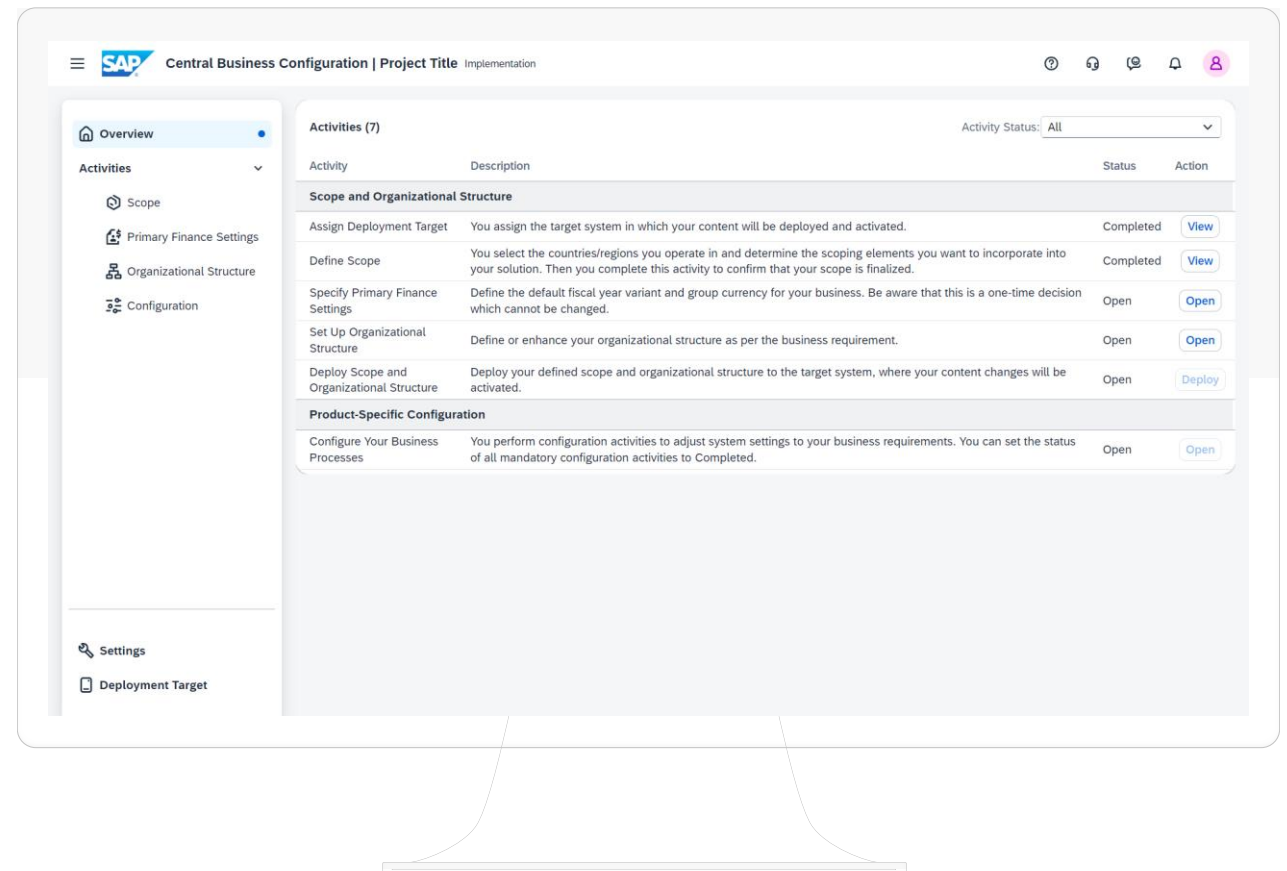 SAP
Central Business Configuration | Project Title Implementation
Overview
Activities
Scope
Primary Finance Settings
Organizational Structure
Configuration
Settings
Deployment Target
Activities (7)
Activity Status: All
Activity Description Status Action
Scope and Organizational Structure
Assign Deployment Target You assign the target system in which your content will be deployed and activated. Completed View
Define Scope
You select the countries/regions you operate in and determine the scoping elements you want to incorporate into
your solution. Then you complete this activity to confirm that your scope is finalized.
Completed View
Specify Primary Finance
Settings
Define the default fiscal year variant and group currency for your business. Be aware that this is a one-time decision
which cannot be changed.
Open Open
Set Up Organizational
Structure
Define or enhance your organizational structure as per the business requirement.
Open Open
Deploy Scope and
Organizational Structure
Deploy your defined scope and organizational structure to the target system, where your content changes will be
activated.
Open Deploy
Product-Specific Configuration
Configure Your Business
Processes
You perform configuration activities to adjust system settings to your business requirements. You can set the status
of all mandatory configuration activities to Completed.
Open Open